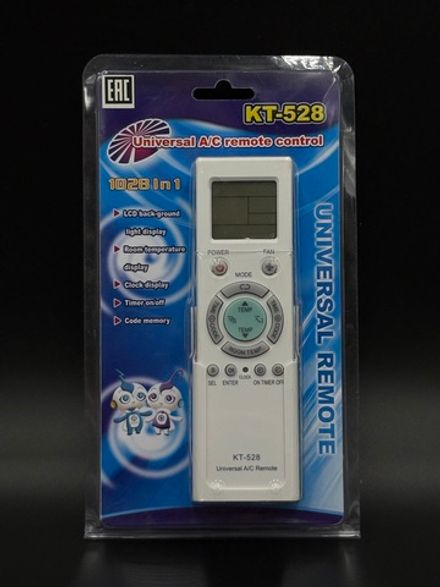 EAC
KT-528
Universal A/C remote control
1028 in 1
LCD back-ground
light display
Room temperature
display
Clock display
Timer on/off
Code memory
UNIVERSAL REMOTE
POWER
FAN
MODE
TEMP
TEMP
ROOM TEMP
SEL
ENTER
CLOCK
ON TIMER OFF
KT-528
Universal A/C Remote